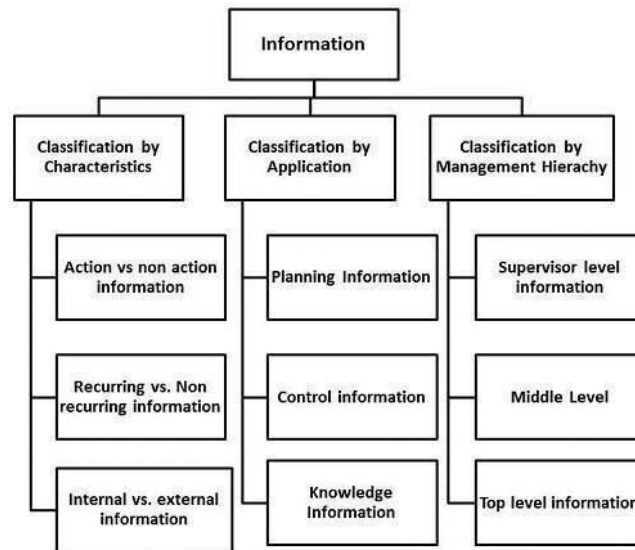 Information
Classification by
Characteristics
Classification by
Application
Classification by
Management Hierachy
Action vs non action
information
Planning Information
Supervisor level
information
Recurring vs. Non
recurring information
Control information
Middle Level
Internal vs. external
information
Knowledge
Information
Top level information